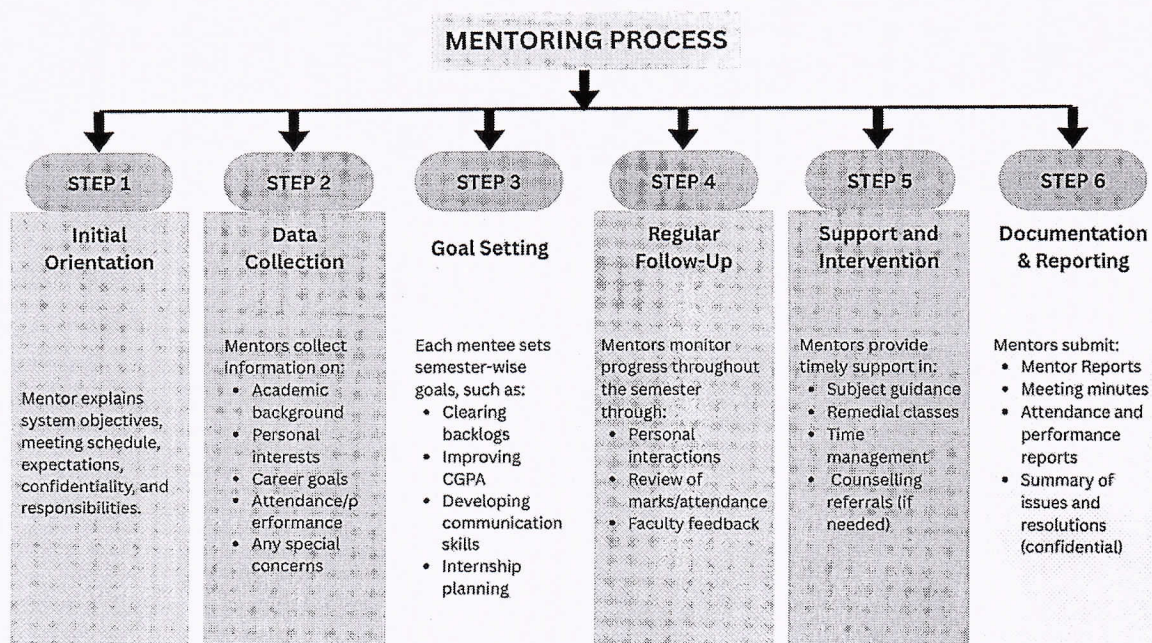 MENTORING PROCESS
STEP 1
Initial
Orientation
Mentor explains
system objectives,
meeting schedule,
expectations,
confidentiality, and
responsibilities.
STEP 2
Data
Collection
Mentors collect
information on:
• Academic
background
• Personal
interests
• Career goals
• Attendance/p
erformance
• Any special
concerns
STEP 3
Goal Setting
Each mentee sets
semester-wise
goals, such as:
• Clearing
backlogs
• Improving
CGPA
• Developing
communication
skills
• Internship
planning
STEP 4
Regular
Follow-Up
Mentors monitor
progress throughout
the semester
through:
• Personal
interactions
• Review of
marks/attendance
• Faculty feedback
STEP 5
Support and
Intervention
Mentors provide
timely support in:
• Subject guidance
• Remedial classes
• Time
management
• Counselling
referrals (if
needed)
STEP 6
Documentation
& Reporting
Mentors submit:
• Mentor Reports
• Meeting minutes
• Attendance and
performance
reports
• Summary of
issues and
resolutions
(confidential)